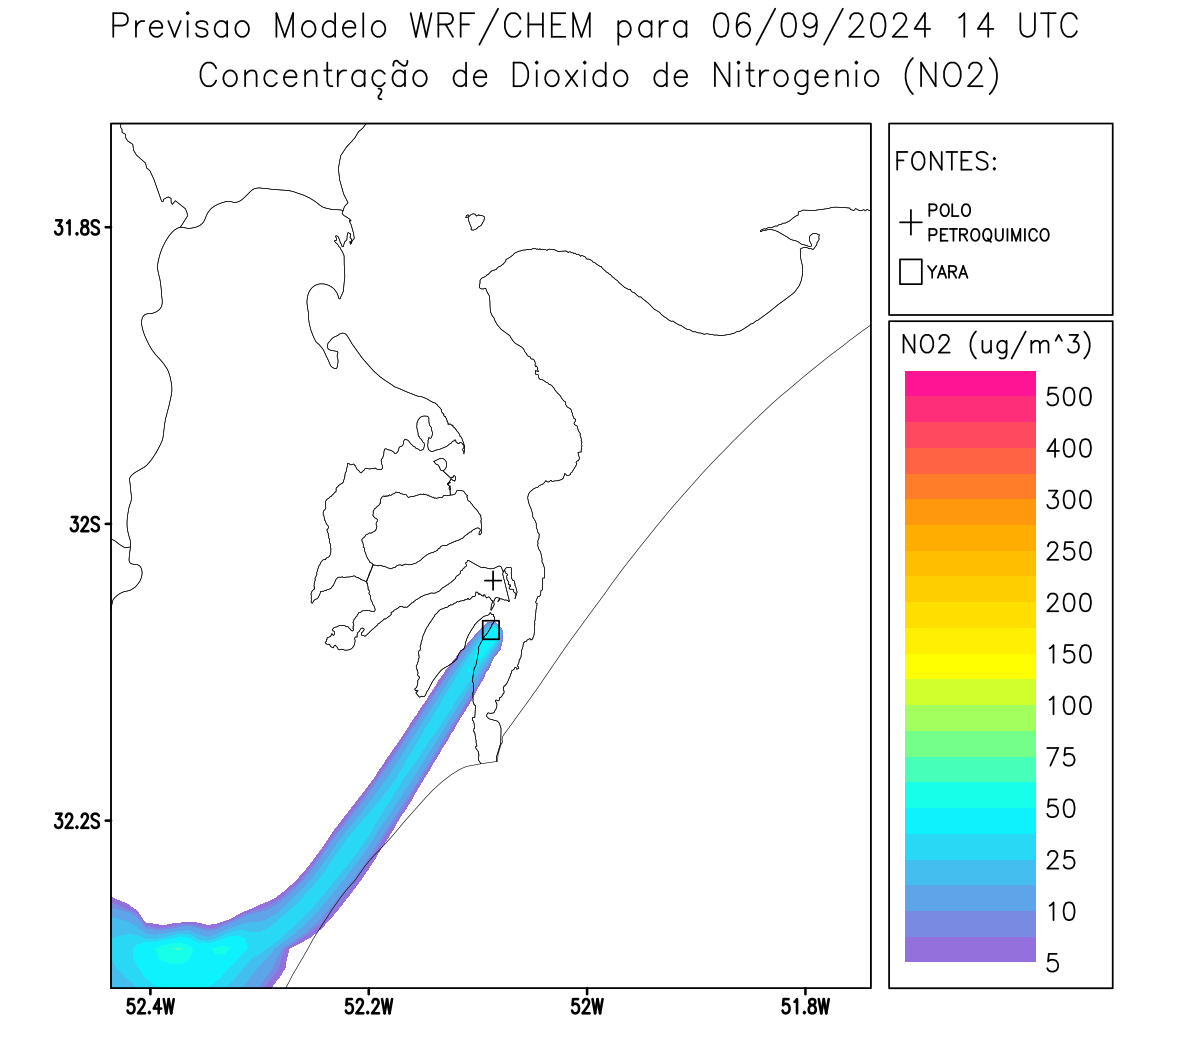 Previsao Modelo WRF/CHEM para 06/09/2024 14 UTC
Concentração de Dioxido de Nitrogenio (NO2)
FONTES:
POLO
PETROQUIMICO
YARA
NO2 (ug/m^3)
500
400
300
250
200
150
100
75
50
25
10
5
31.8S
32S
32.2S
52.4W
52.2W
52W
51.8W